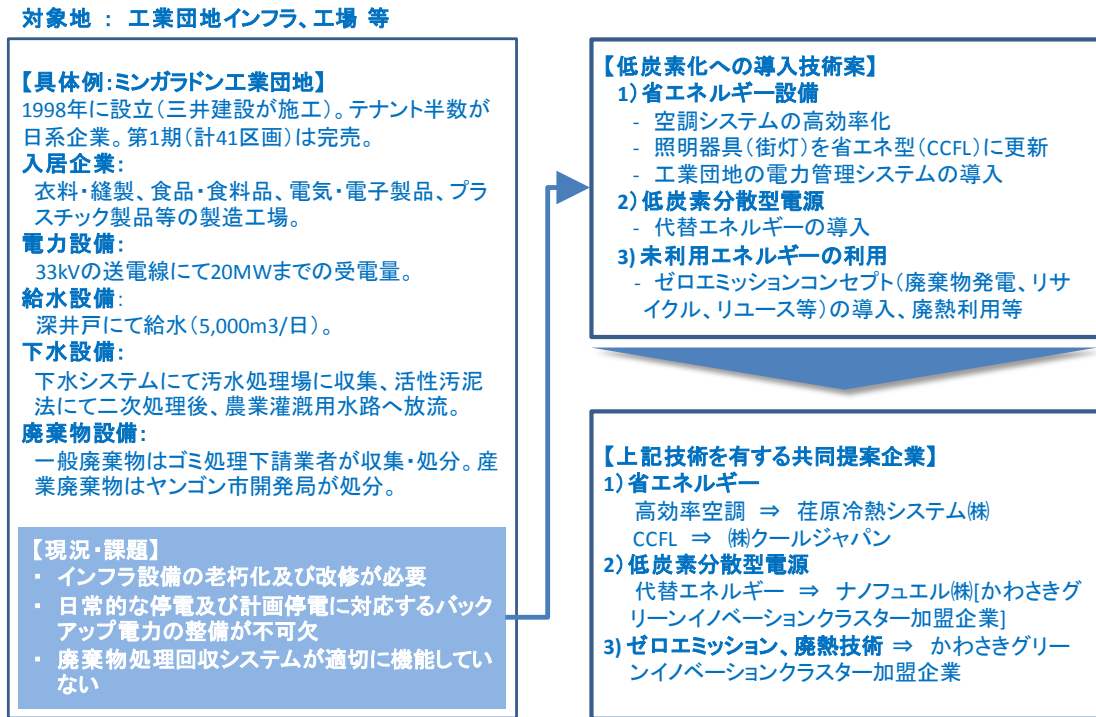 対象地 ： 工業団地インフラ、工場 等
【具体例:ミンガラドン工業団地】
1998年に設立（三井建設が施工）。テナント半数が
日系企業。第1期（計41区画）は完売。
入居企業:
衣料・縫製、食品・食料品、電気・電子製品、プラ
スチック製品等の製造工場。
電力設備:
33kVの送電線にて20MWまでの受電量。
給水設備:
深井戸にて給水（5,000m3/日）。
下水設備:
下水システムにて汚水処理場に収集、活性汚泥
法にて二次処理後、農業灌漑用水路へ放流。
廃棄物設備:
一般廃棄物はゴミ処理下請業者が収集・処分。産
業廃棄物はヤンゴン市開発局が処分。
【現況・課題】
・ インフラ設備の老朽化及び改修が必要
・ 日常的な停電及び計画停電に対応するバック
アップ電力の整備が不可欠
・ 廃棄物処理回収システムが適切に機能してい
ない
【低炭素化への導入技術案】
1）省エネルギー設備
- 空調システムの高効率化
- 照明器具（街灯）を省エネ型（CCFL）に更新
- 工業団地の電力管理システムの導入
2）低炭素分散型電源
- 代替エネルギーの導入
3) 未利用エネルギーの利用
- ゼロエミッションコンセプト（廃棄物発電、リサ
イクル、リユース等）の導入、廃熱利用等
【上記技術を有する共同提案企業】
1）省エネルギー
高効率空調 ⇒ 荏原冷熱システム㈱
CCFL ⇒ ㈱クールジャパン
2）低炭素分散型電源
代替エネルギー ⇒ ナノフュエル㈱[かわさきグ
リーンイノベーションクラスター加盟企業]
3) ゼロエミッション、廃熱技術 ⇒ かわさきグリー
ンイノベーションクラスター加盟企業